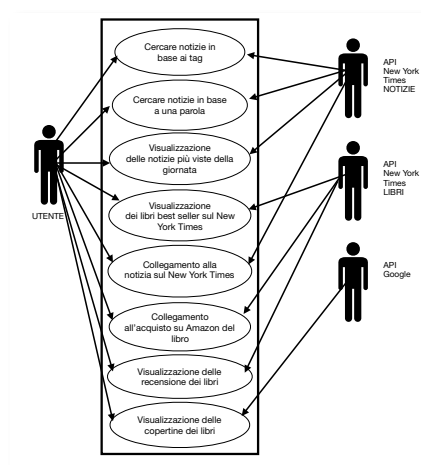 Cercare notizie in
base ai tag
Cercare notizie in base
a una parola
Visualizzazione
delle notizie più viste della
giornata
Visualizzazione
dei libri best seller sul New
York Times
Collegamento alla
notizia sul New York Times
Collegamento
all'acquisto su Amazon del
libro
Visualizzazione delle
recensione dei libri
Visualizzazione delle
copertine dei libri
UTENTE
API
New York
Times
NOTIZIE
API
New York
Times
LIBRI
API
Google